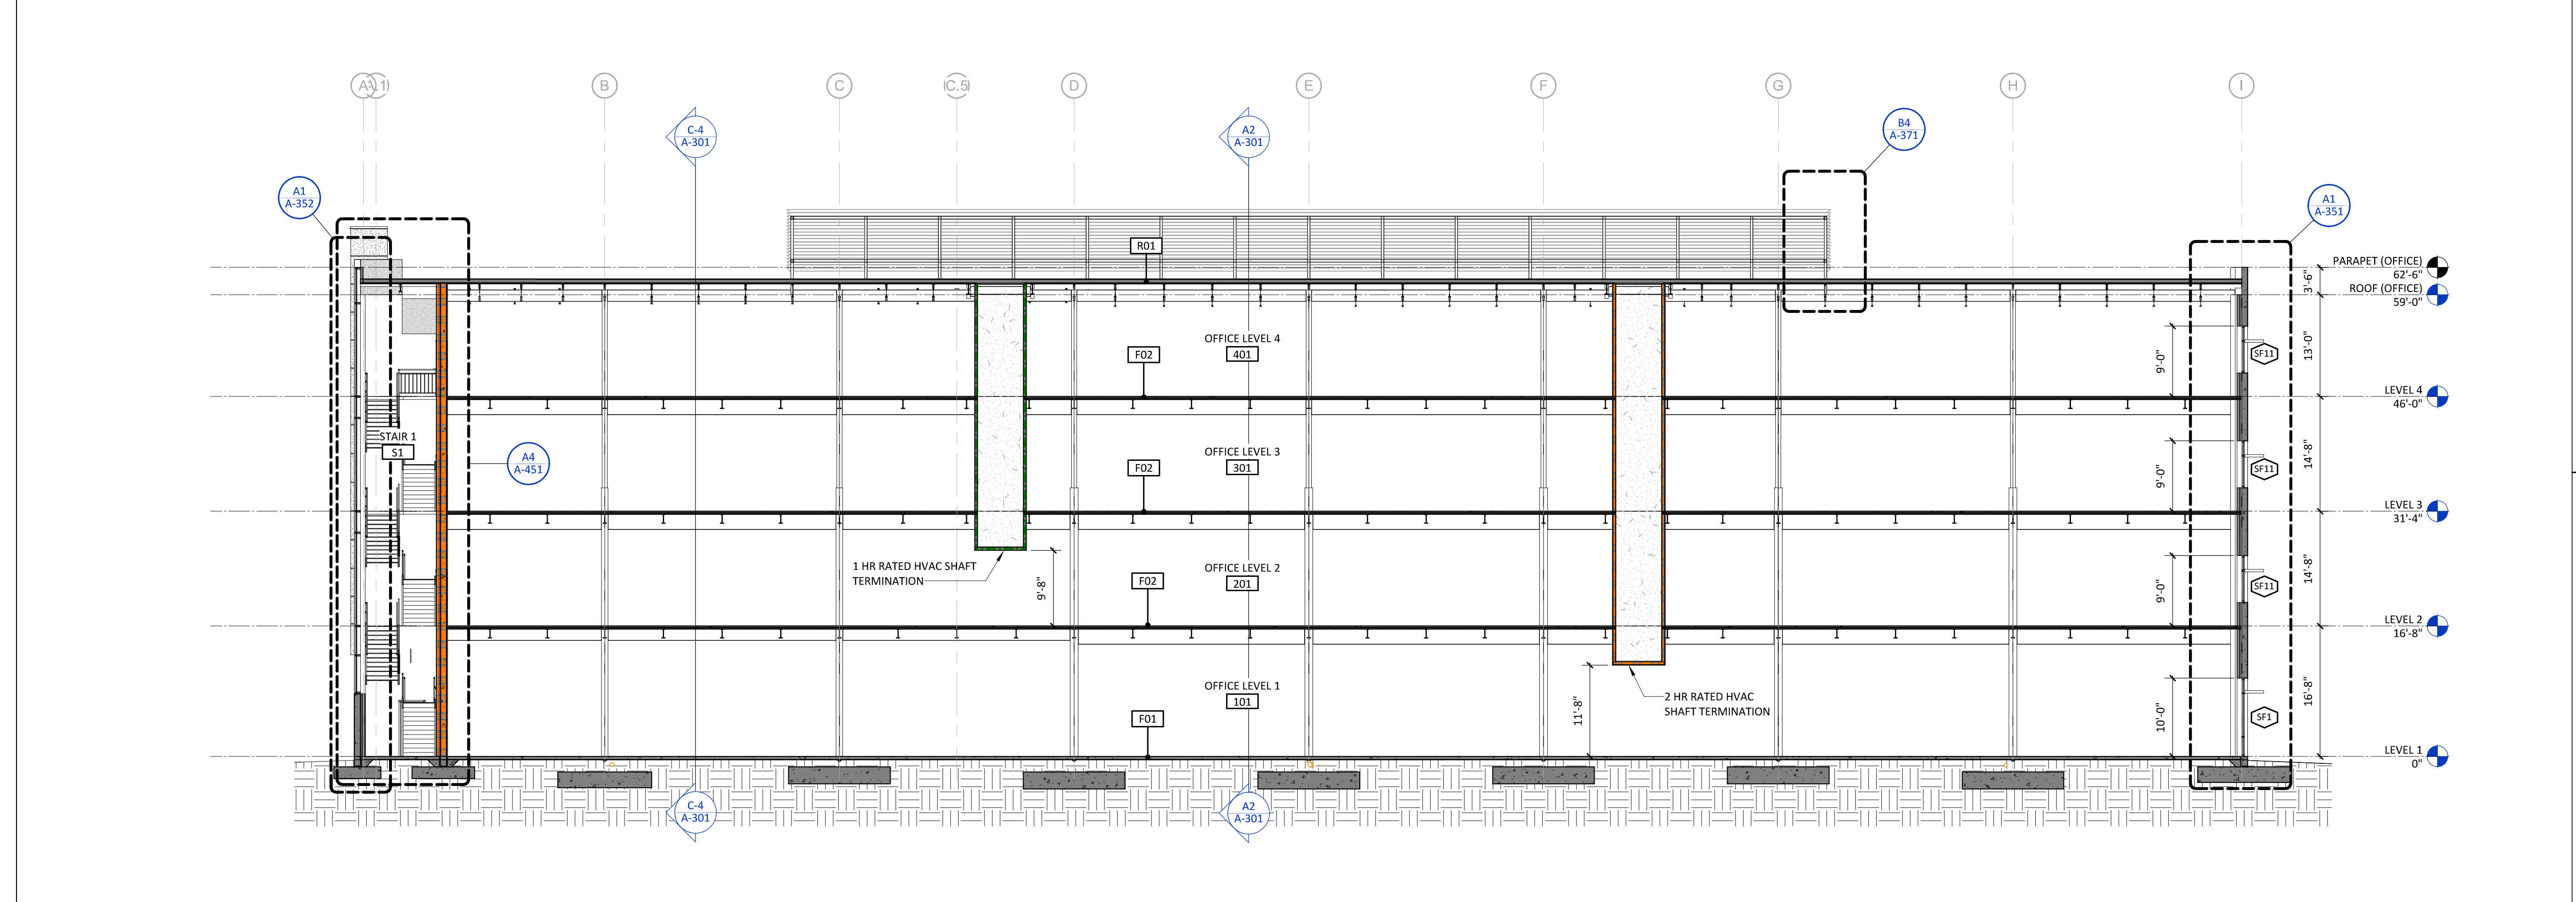 A
A.1
B
C
C.5
D
E
F
G
H
I
C-4
A-301
A2
A-301
B4
A-371
A1
A-352
A1
A-351
R01
PARAPET (OFFICE)
62'-6"
3'-6"
ROOF (OFFICE)
59'-0"
OFFICE LEVEL 4
401
F02
9'-0"
SF11
13'-0"
LEVEL 4
46'-0"
STAIR 1
S1
A4
A-451
OFFICE LEVEL 3
301
F02
9'-0"
SF11
14'-8"
LEVEL 3
31'-4"
1 HR RATED HVAC SHAFT
TERMINATION
9'-8"
OFFICE LEVEL 2
201
F02
9'-0"
SF11
14'-8"
LEVEL 2
16'-8"
OFFICE LEVEL 1
101
F01
11'-8"
2 HR RATED HVAC
SHAFT TERMINATION
10'-0"
SF1
16'-8"
LEVEL 1
0"
C-4
A-301
A2
A-301